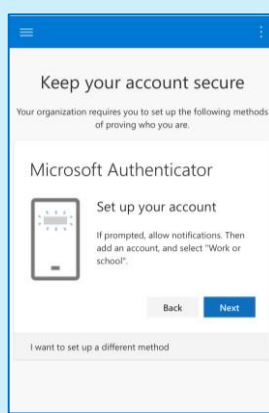 Keep your account secure
Your organization requires you to set up the following methods
of proving who you are.
Microsoft Authenticator
Set up your account
If prompted, allow notifications. Then
add an account, and select "Work or
school".
Back Next
I want to set up a different method